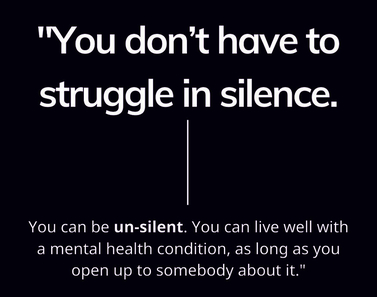 "You don’t have to
struggle in silence.
You can be un-silent. You can live well with
a mental health condition, as long as you
open up to somebody about it."